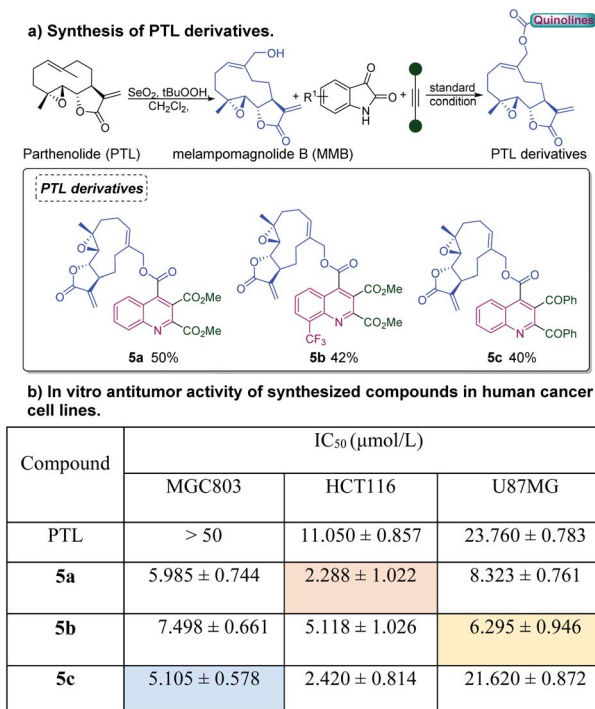 a) Synthesis of PTL derivatives.
O
O
Quinolines
OH
SeO2, tBuOOH,
CH2Cl2,
+
R1
O
O
N
H
+
standard
condition
O
O
O
O
O
O
O
O
O
Parthenolide (PTL)
melampomagnolide B (MMB)
PTL derivatives
PTL derivatives
O
O
O
O
O
CO2Me
N
CO2Me
5a 50%
O
O
O
O
O
CO2Me
N
CO2Me
CF3
5b 42%
O
O
O
O
O
COPh
N
COPh
5c 40%
b) In vitro antitumor activity of synthesized compounds in human cancer
cell lines.
Compound
IC50 (μmol/L)
MGC803 HCT116 U87MG
PTL > 50 11.050 ± 0.857 23.760 ± 0.783
5a 5.985 ± 0.744 2.288 ± 1.022 8.323 ± 0.761
5b 7.498 ± 0.661 5.118 ± 1.026 6.295 ± 0.946
5c 5.105 ± 0.578 2.420 ± 0.814 21.620 ± 0.872